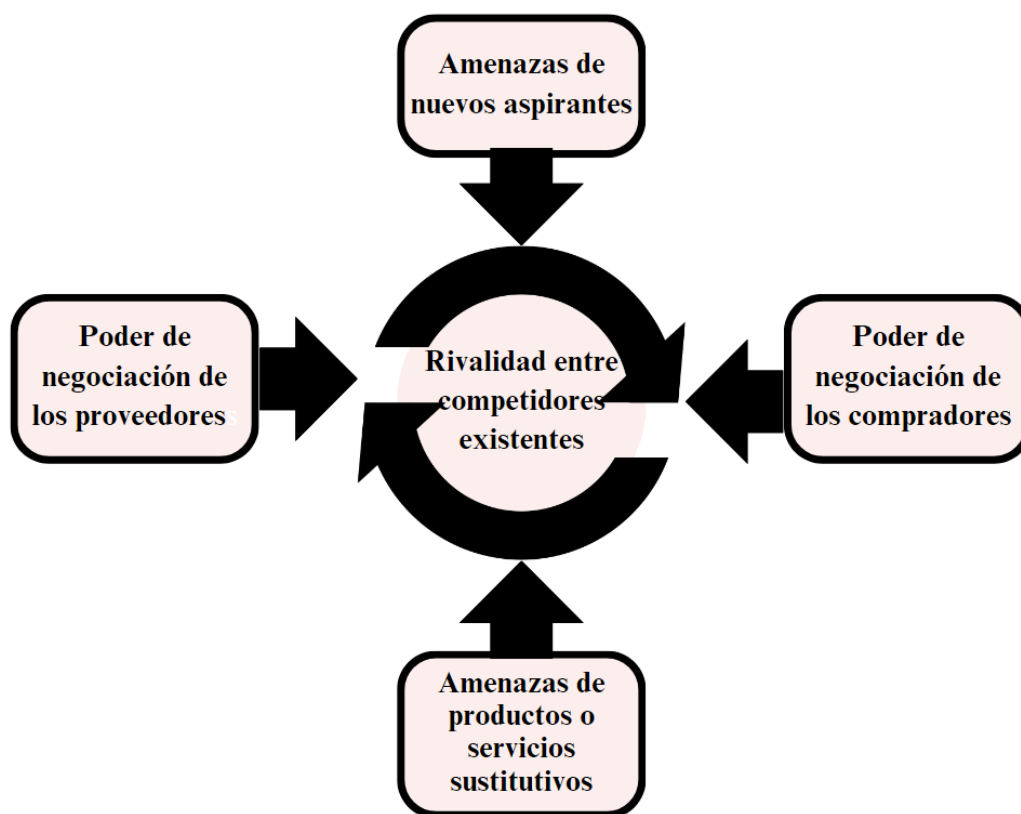 Amenazas de
nuevos aspirantes
Poder de
negociación de
los proveedores
Rivalidad entre
competidores
existentes
Poder de
negociación de
los compradores
Amenazas de
productos o
servicios
sustitutivos